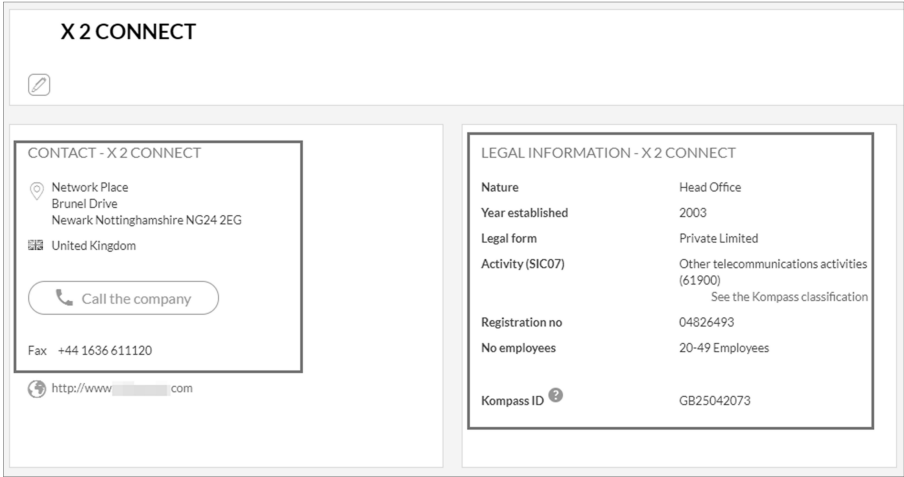 X 2 CONNECT
CONTACT - X 2 CONNECT
Network Place
Brunel Drive
Newark Nottinghamshire NG24 2EG
United Kingdom
Call the company
Fax +44 1636 611120
http://www com
LEGAL INFORMATION - X 2 CONNECT
Nature Head Office
Year established 2003
Legal form Private Limited
Activity (SIC07) Other telecommunications activities
(61900)
See the Kompass classification
Registration no 04826493
No employees 20-49 Employees
Kompass ID ? GB25042073